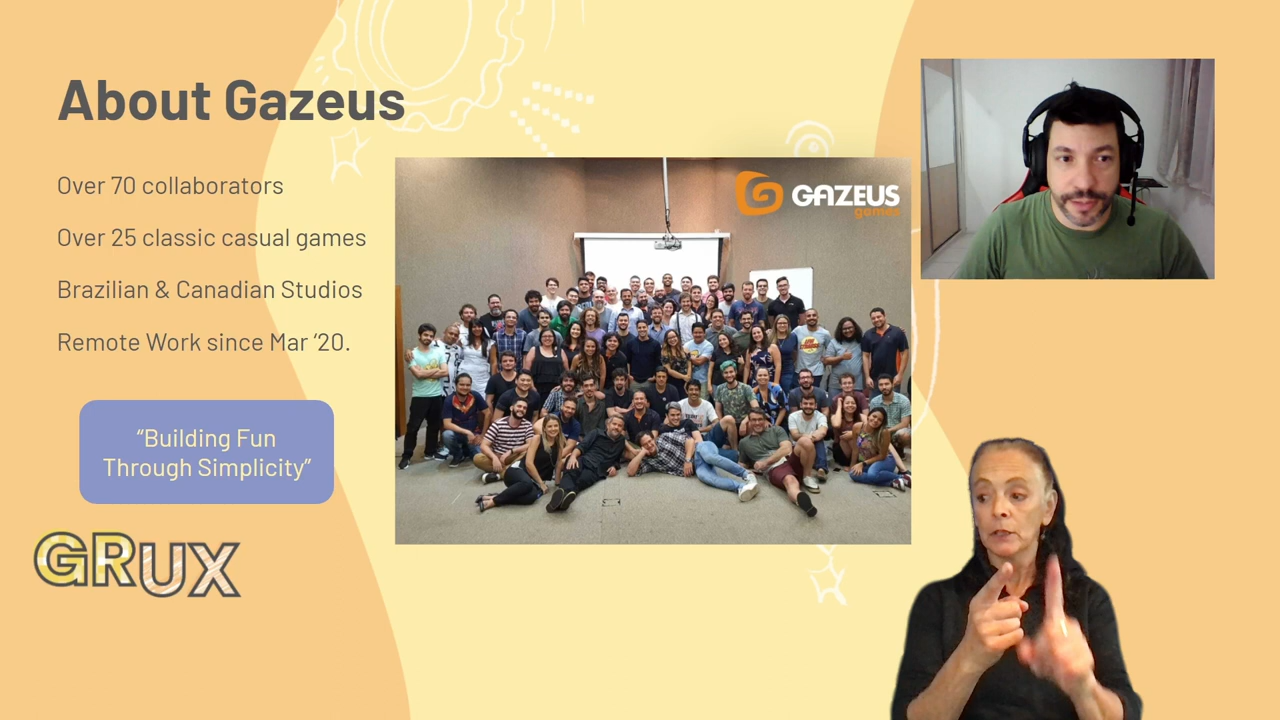 About Gazeus
Over 70 collaborators
Over 25 classic casual games
Brazilian & Canadian Studios
Remote Work since Mar ‘20.
“Building Fun
Through Simplicity”
GRUX
GAZEUS
games